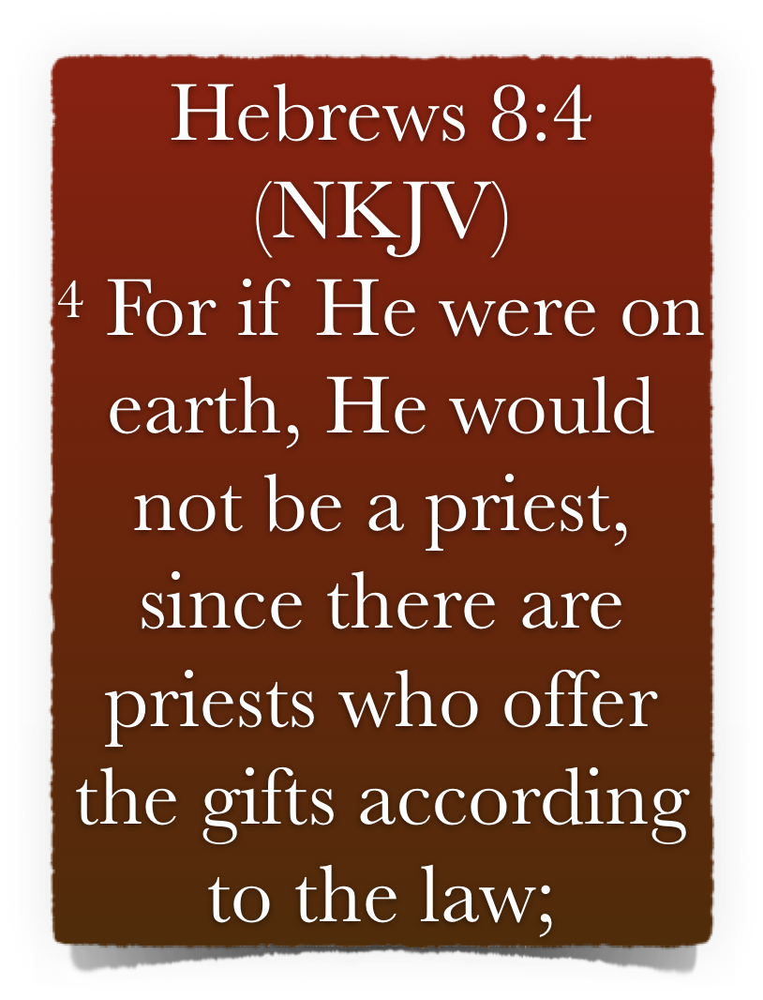 Hebrews 8:4
(NKJV)
⁴ For if He were on
earth, He would
not be a priest,
since there are
priests who offer
the gifts according
to the law;